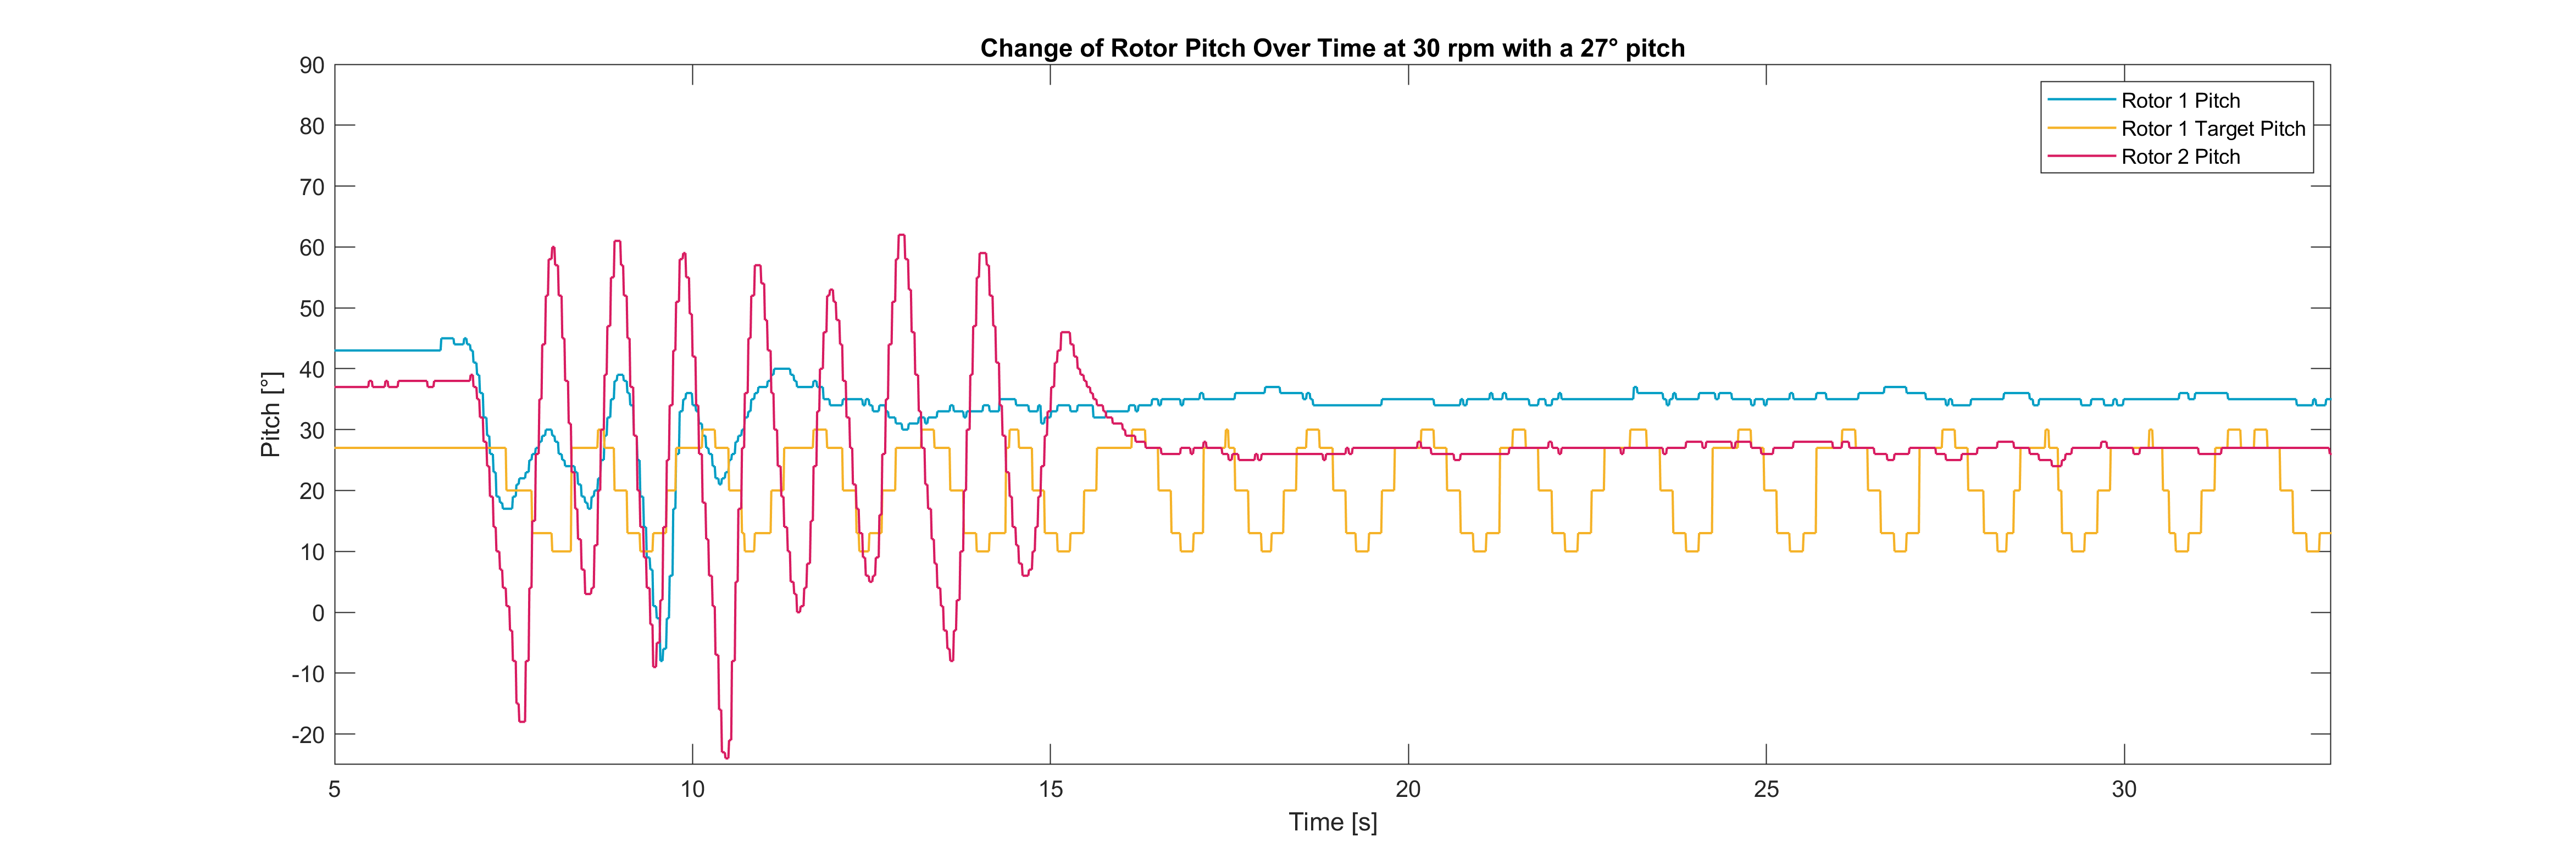 Change of Rotor Pitch Over Time at 30 rpm with a 27° pitch
90
80
70
60
50
40
30
20
10
0
-10
-20
Pitch [°]
Rotor 1 Pitch
Rotor 1 Target Pitch
Rotor 2 Pitch
5 10 15 20 25 30
Time [s]